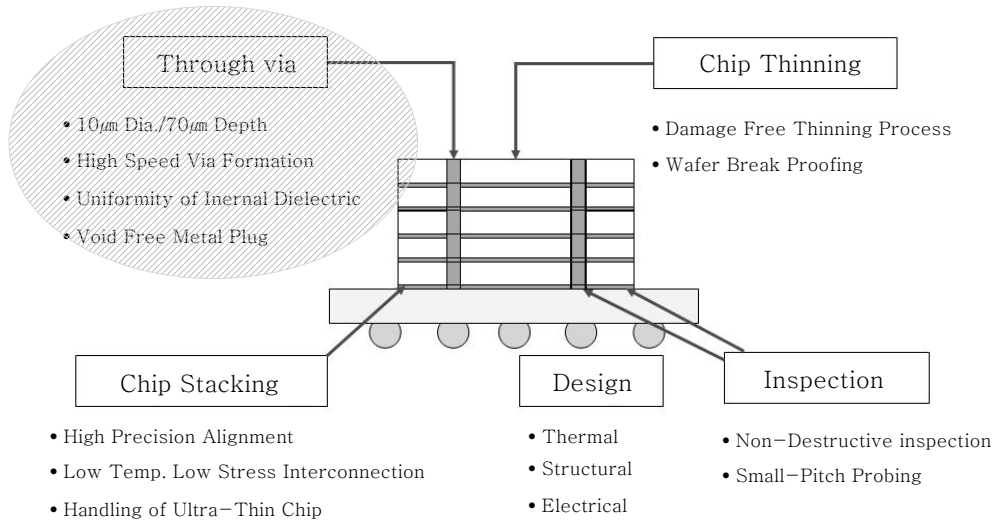 Through via
• 10㎛ Dia./70㎛ Depth
• High Speed Via Formation
• Uniformity of Inernal Dielectric
• Void Free Metal Plug
Chip Thinning
• Damage Free Thinning Process
• Wafer Break Proofing
Chip Stacking
• High Precision Alignment
• Low Temp. Low Stress Interconnection
• Handling of Ultra-Thin Chip
Design
• Thermal
• Structural
• Electrical
Inspection
• Non-Destructive inspection
• Small-Pitch Probing